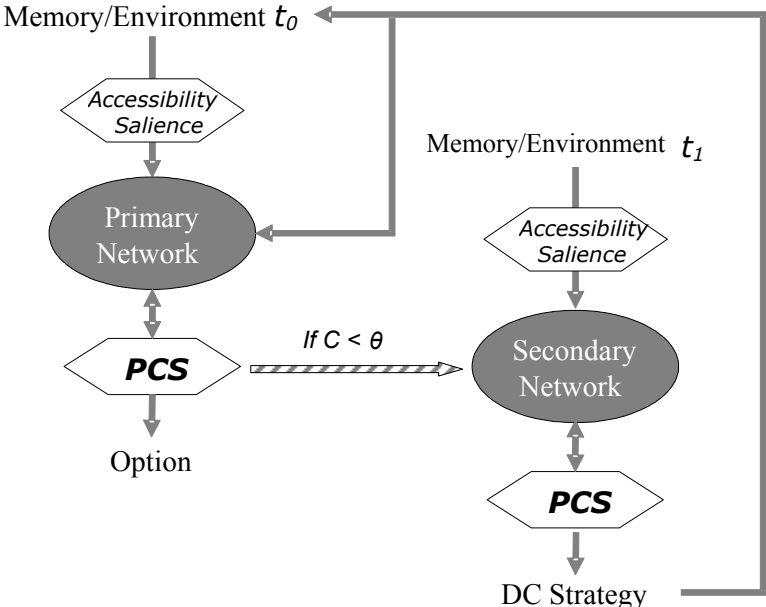 Memory/Environment t0
Accessibility
Salience
Primary
Network
PCS
Option
If C < θ
Memory/Environment t1
Accessibility
Salience
Secondary
Network
PCS
DC Strategy